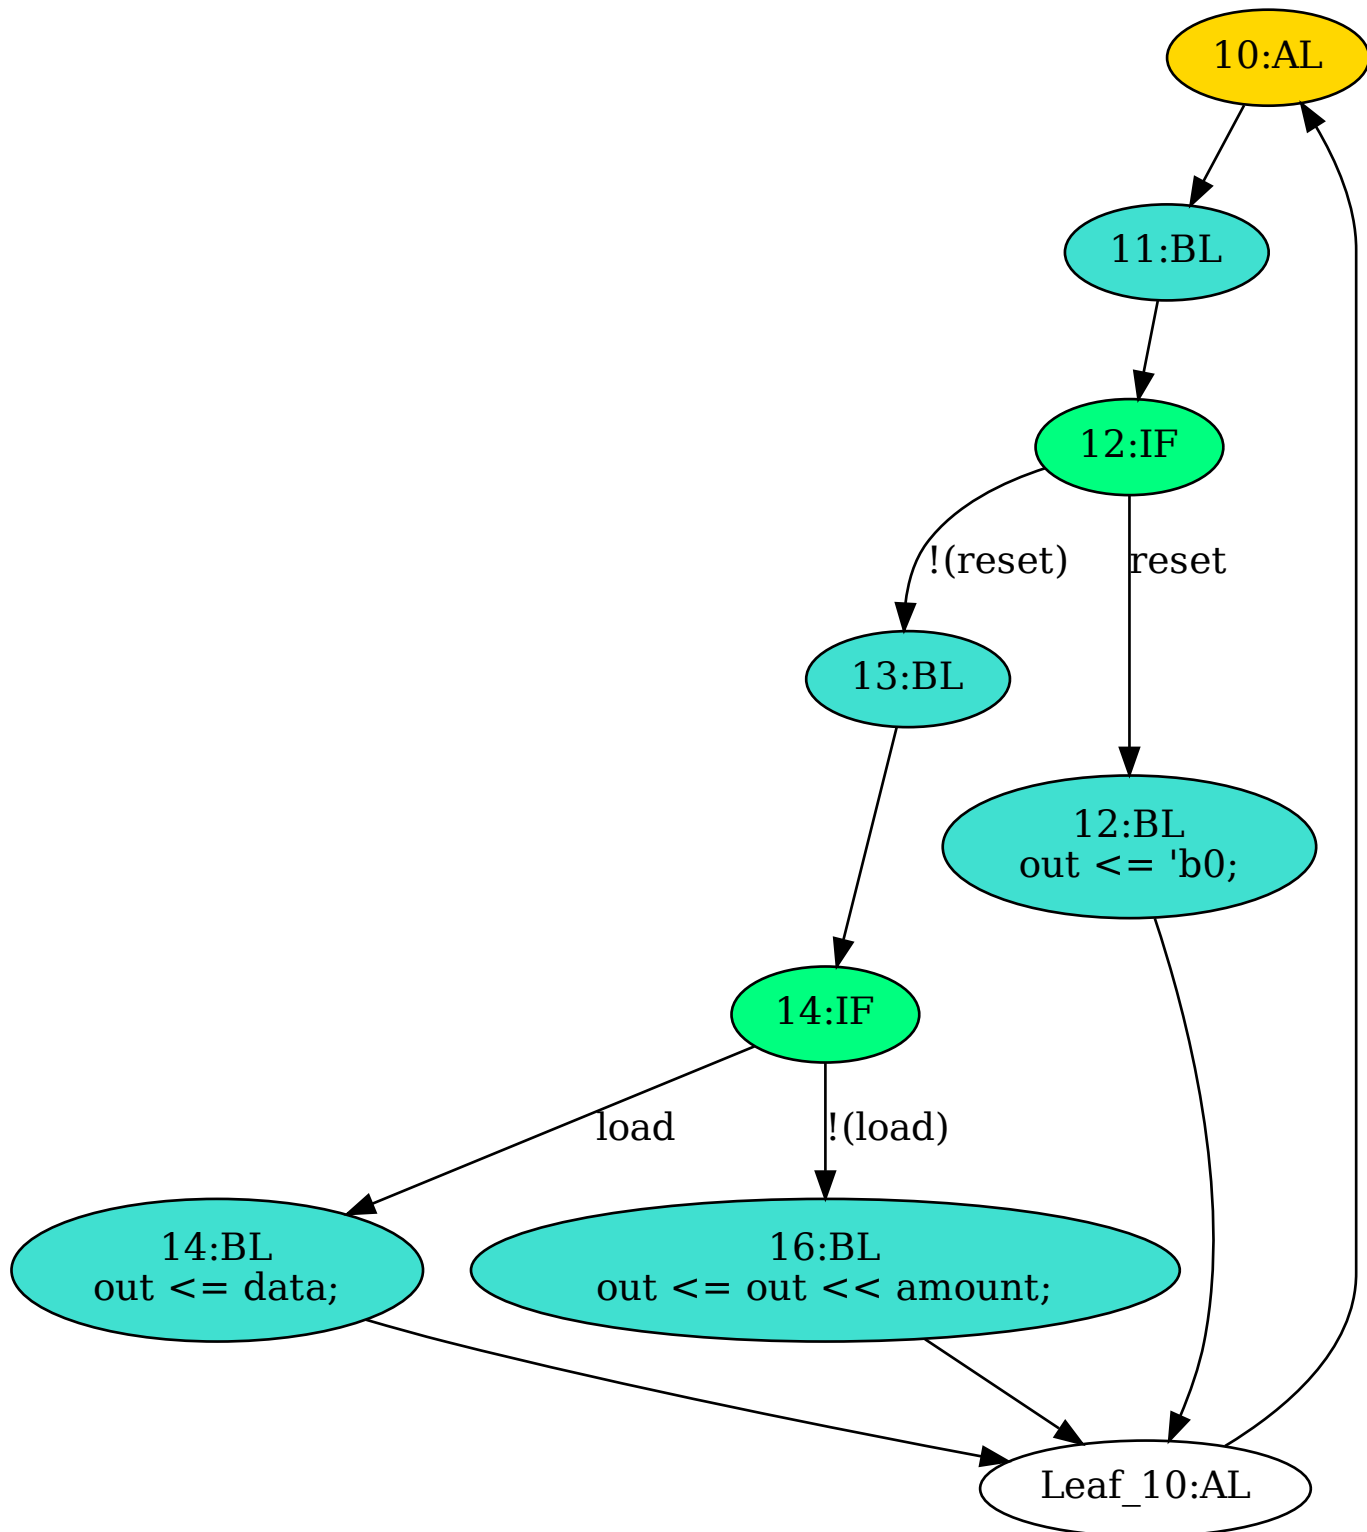 10:AL
11:BL
12:IF
!(reset)
reset
13:BL
12:BL
out <= 'b0;
14:IF
load
!(load)
14:BL
out <= data;
16:BL
out <= out << amount;
Leaf_10:AL